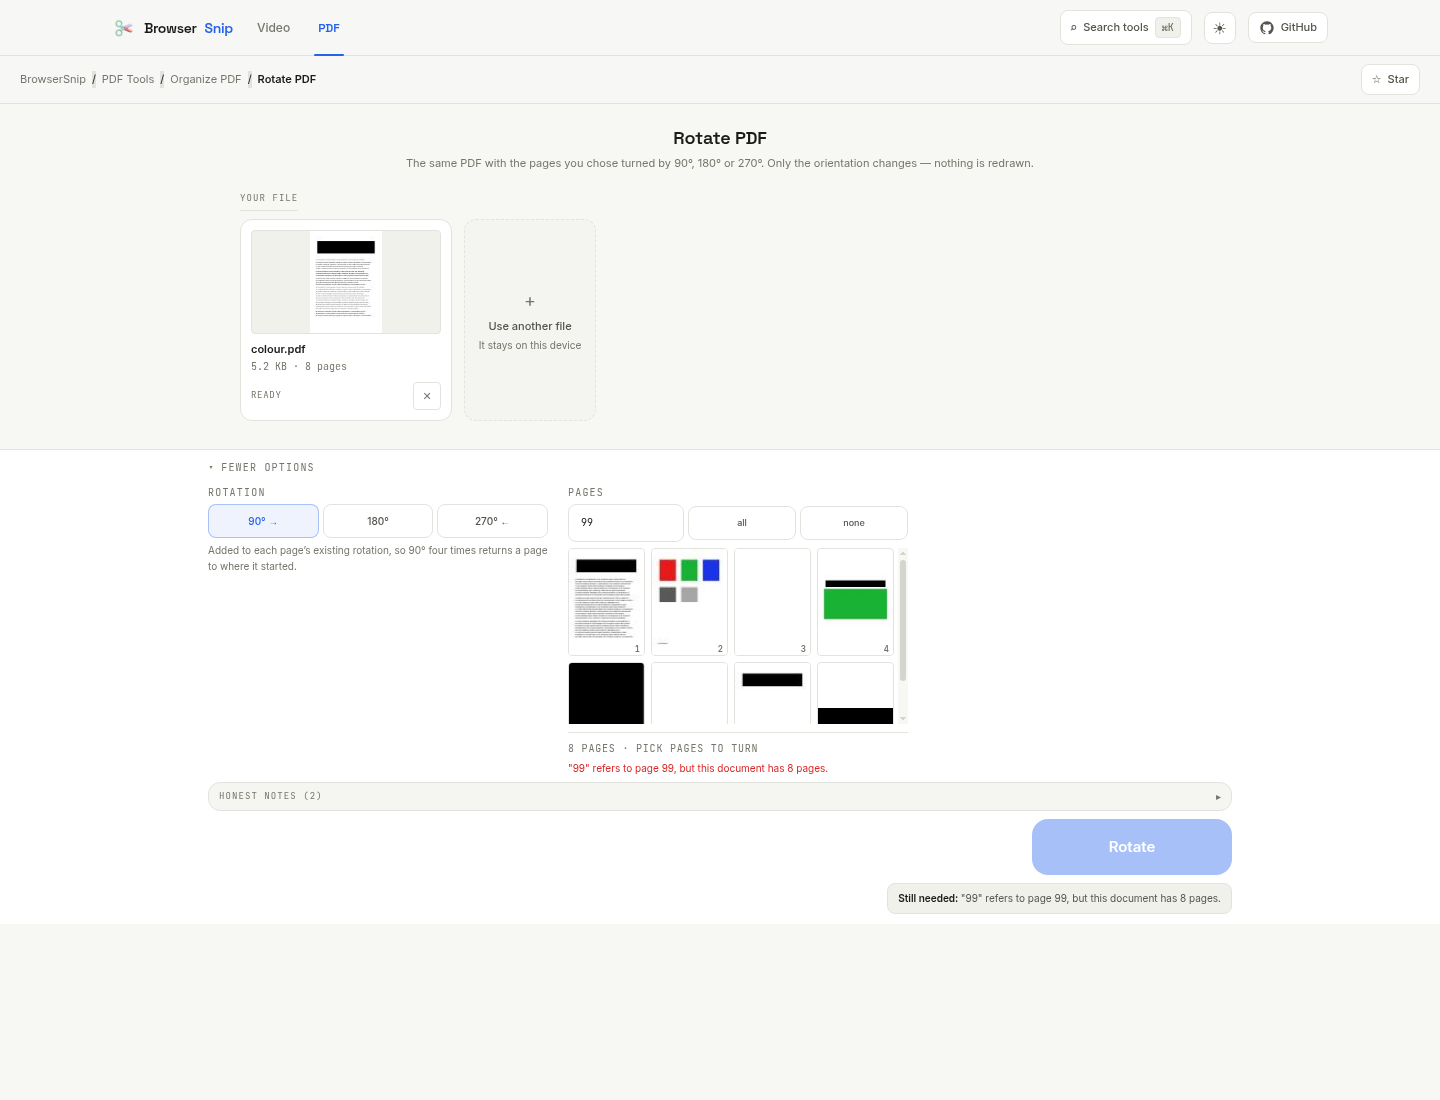 Browser Snip
Video
PDF
Search tools ⌘K
GitHub
BrowserSnip / PDF Tools / Organize PDF / Rotate PDF
☆ Star
Rotate PDF
The same PDF with the pages you chose turned by 90°, 180° or 270°. Only the orientation changes — nothing is redrawn.
YOUR FILE
colour.pdf
5.2 KB · 8 pages
READY
×
+
Use another file
It stays on this device
▾ FEWER OPTIONS
ROTATION
90° →
180°
270° ←
Added to each page’s existing rotation, so 90° four times returns a page
to where it started.
PAGES
99
all
none
1
2
3
4
8 PAGES · PICK PAGES TO TURN
"99" refers to page 99, but this document has 8 pages.
HONEST NOTES (2)
Rotate
Still needed: "99" refers to page 99, but this document has 8 pages.